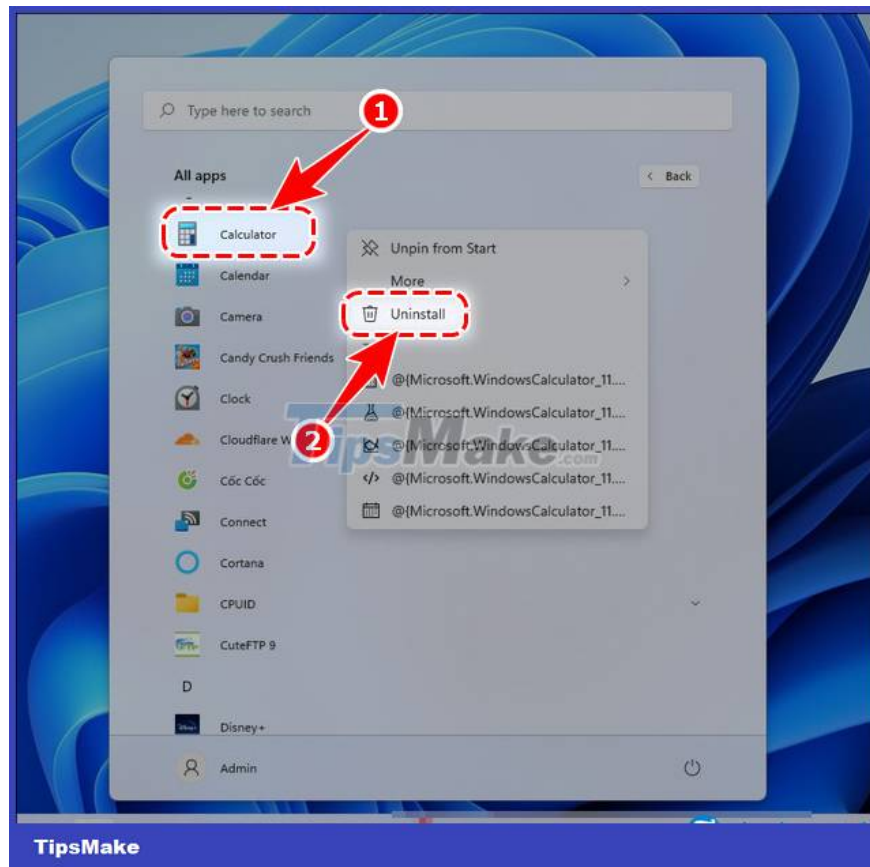 Type here to search
1
All apps
Back
Calculator
Unpin from Start
Calendar
More
Camera
Uninstall
Candy Crush Friends
@{Microsoft.WindowsCalculator_11....
Clock
@{Microsoft.WindowsCalculator_11....
Cloudflare W
2
@{Microsoft.WindowsCalculator_11....
TipsMake.com
Cốc Cốc
@{Microsoft.WindowsCalculator_11....
Connect
@{Microsoft.WindowsCalculator_11....
Cortana
CPUID
CuteFTP 9
D
Disney+
Admin
TipsMake